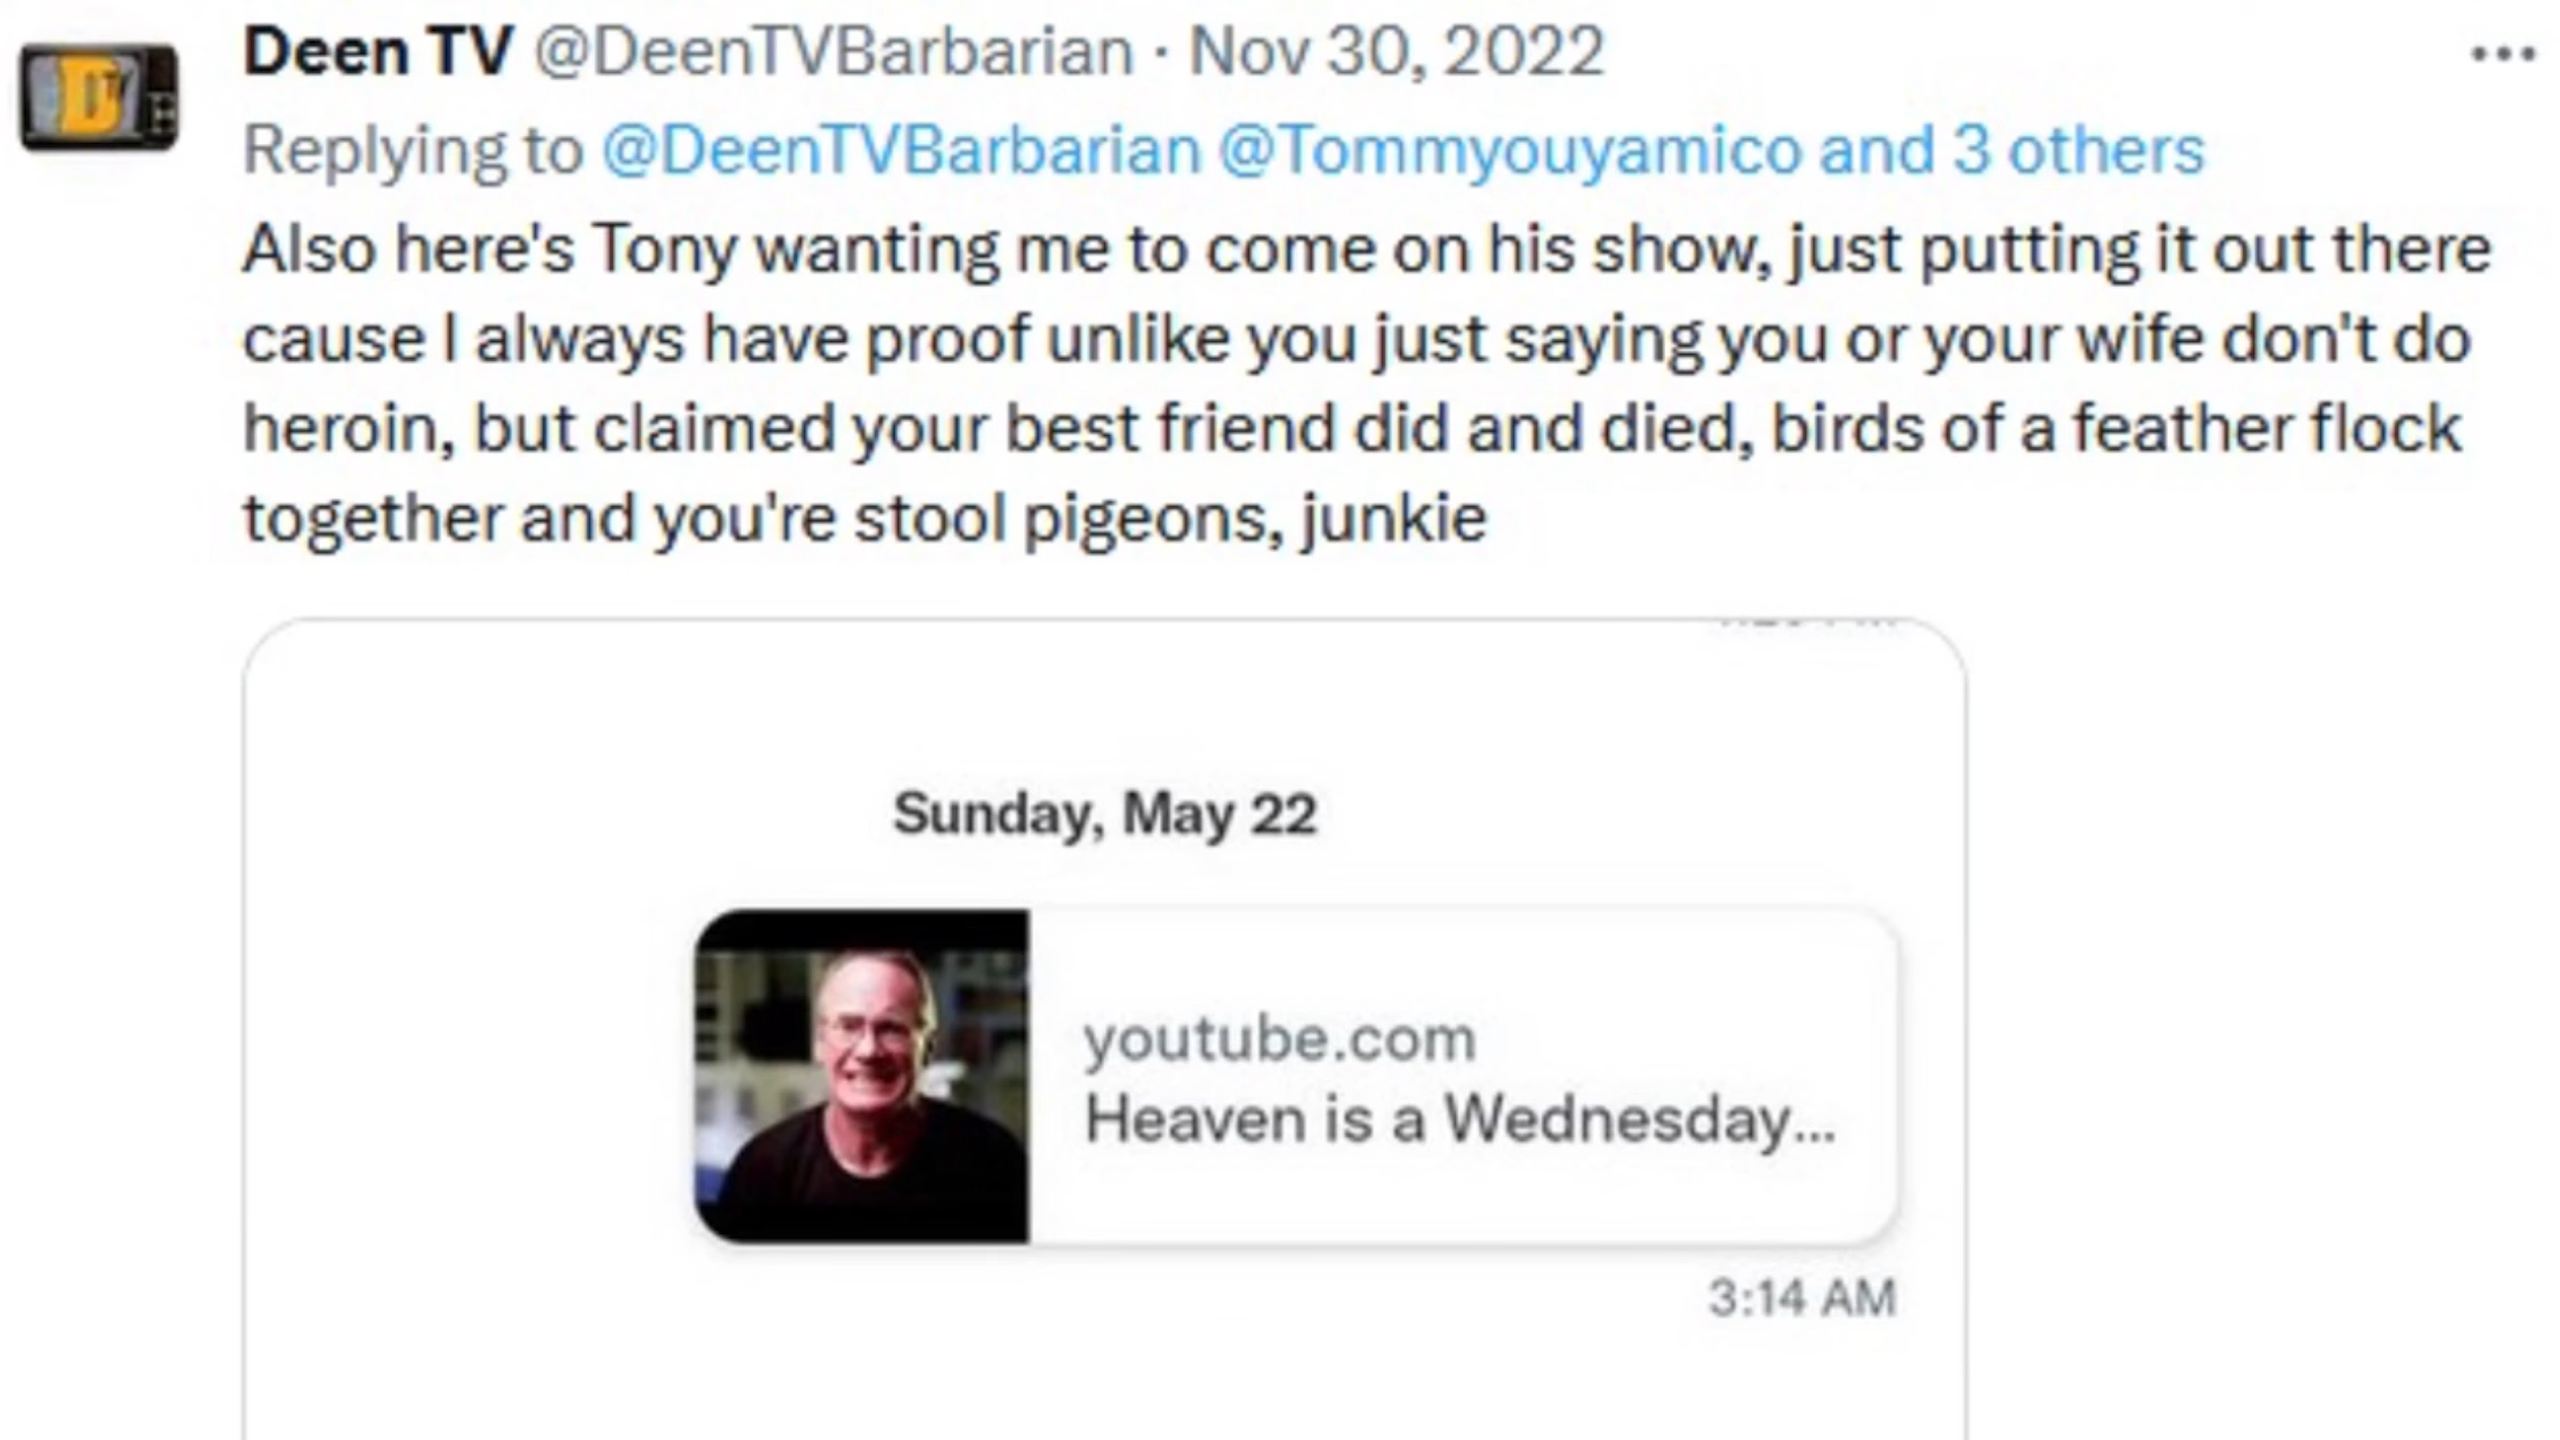 Deen TV @DeenTVBarbarian · Nov 30, 2022
Replying to @DeenTVBarbarian @Tommyouyamico and 3 others
Also here's Tony wanting me to come on his show, just putting it out there
cause I always have proof unlike you just saying you or your wife don't do
heroin, but claimed your best friend did and died, birds of a feather flock
together and you're stool pigeons, junkie
Sunday, May 22
youtube.com
Heaven is a Wednesday...
3:14 AM